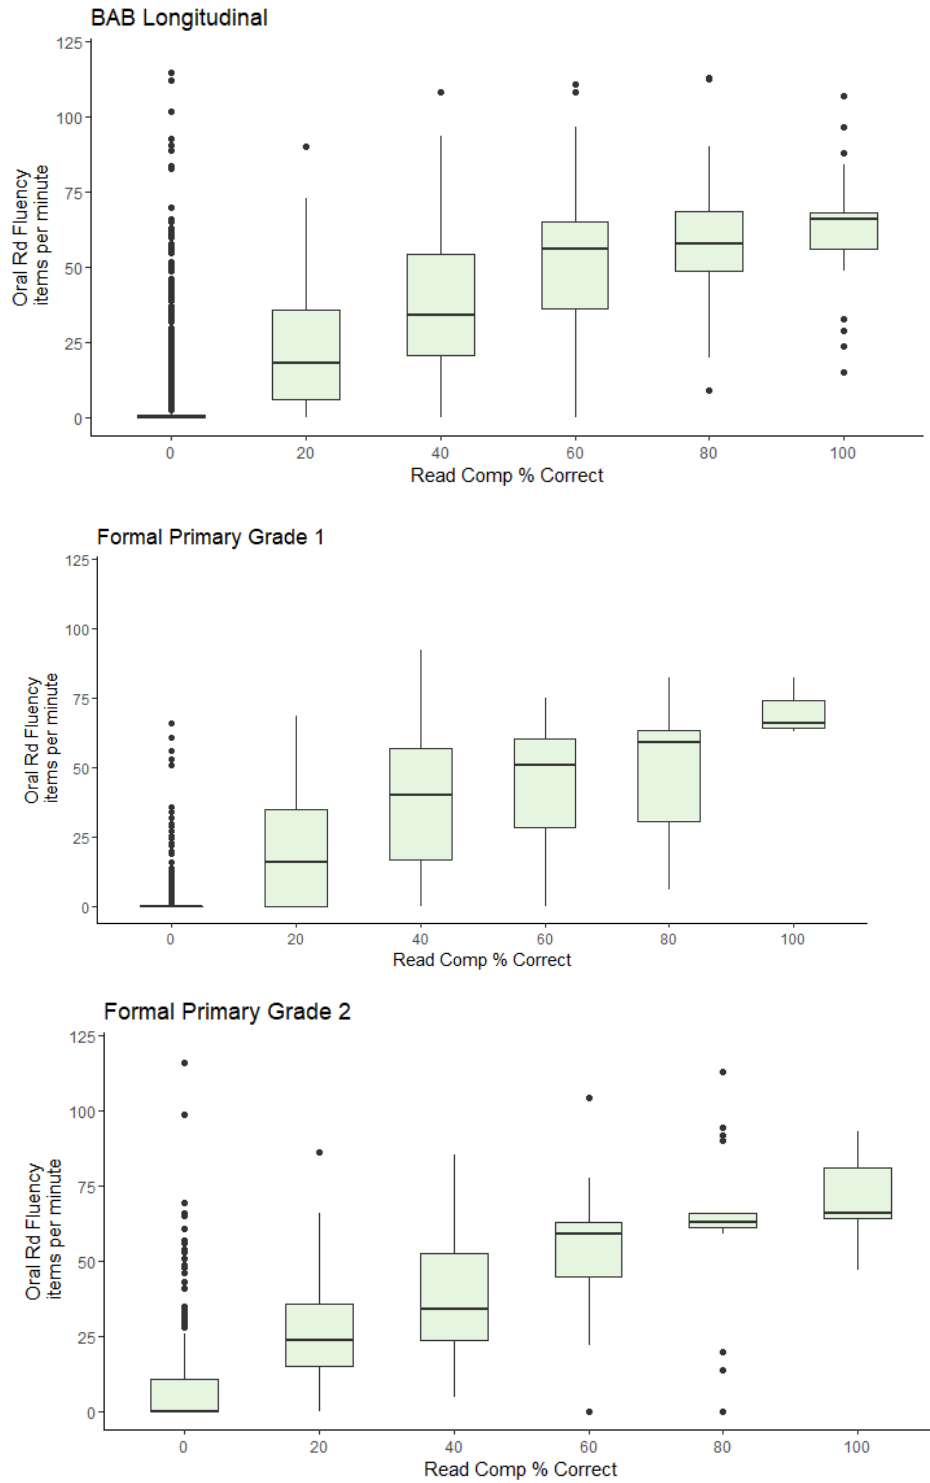 BAB Longitudinal
125
100
75
50
25
0
Oral Rd Fluency
items per minute
0 20 40 60 80 100
Read Comp % Correct
Formal Primary Grade 1
125
100
75
50
25
0
Oral Rd Fluency
items per minute
0 20 40 60 80 100
Read Comp % Correct
Formal Primary Grade 2
125
100
75
50
25
0
Oral Rd Fluency
items per minute
0 20 40 60 80 100
Read Comp % Correct